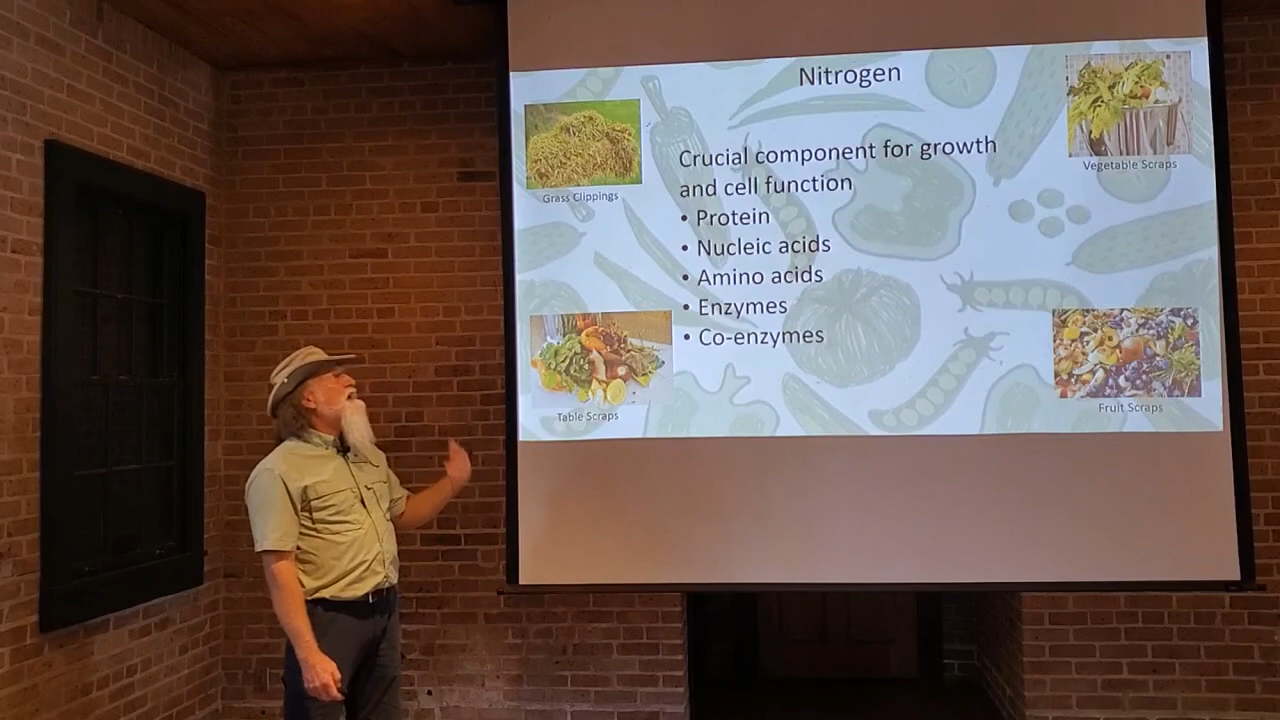 Nitrogen
Grass Clippings
Vegetable Scraps
Crucial component for growth
and cell function
• Protein
• Nucleic acids
• Amino acids
• Enzymes
• Co-enzymes
Table Scraps
Fruit Scraps